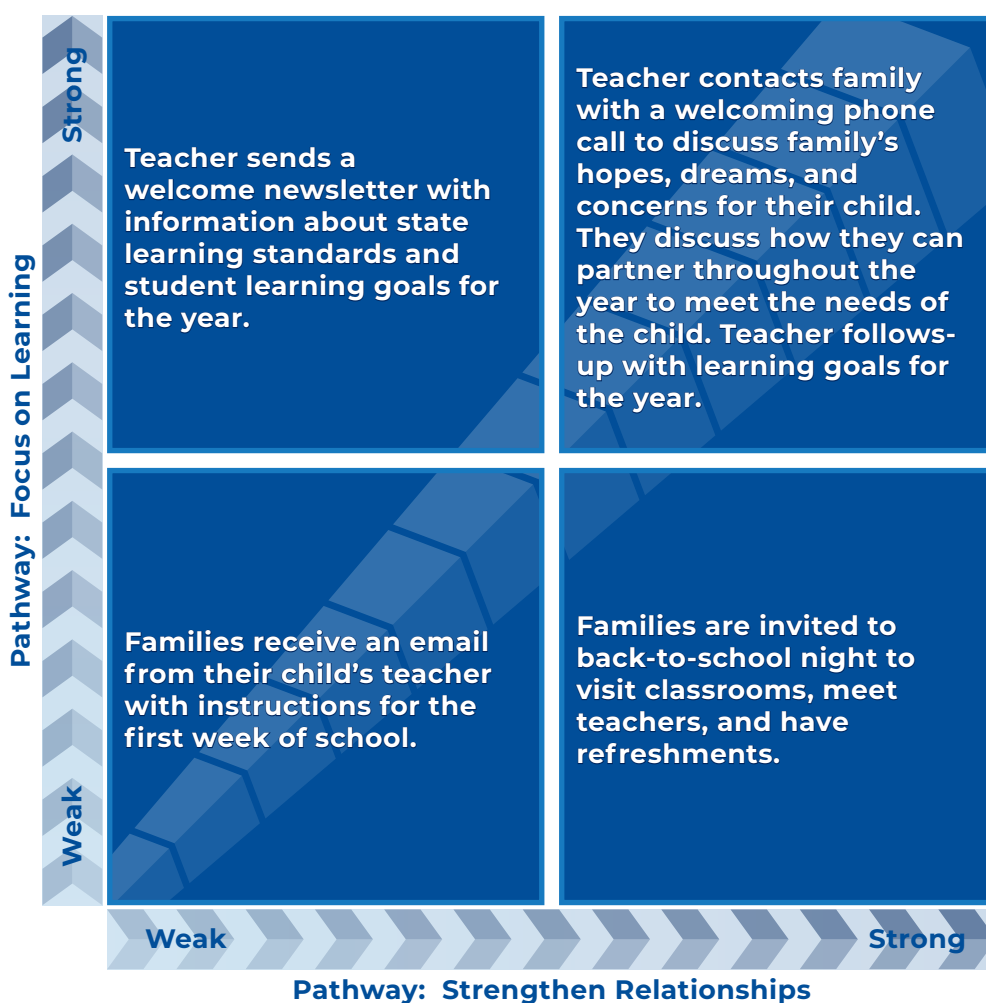 Pathway:  Focus on Learning
Strong
Weak
Teacher sends a
welcome newsletter with
information about state
learning standards and
student learning goals for
the year.
Teacher contacts family
with a welcoming phone
call to discuss family’s
hopes, dreams, and
concerns for their child.
They discuss how they can
partner throughout the
year to meet the needs of
the child. Teacher follows-
up with learning goals for
the year.
Families receive an email
from their child’s teacher
with instructions for the
first week of school.
Families are invited to
back-to-school night to
visit classrooms, meet
teachers, and have
refreshments.
Weak
Strong
Pathway:  Strengthen Relationships